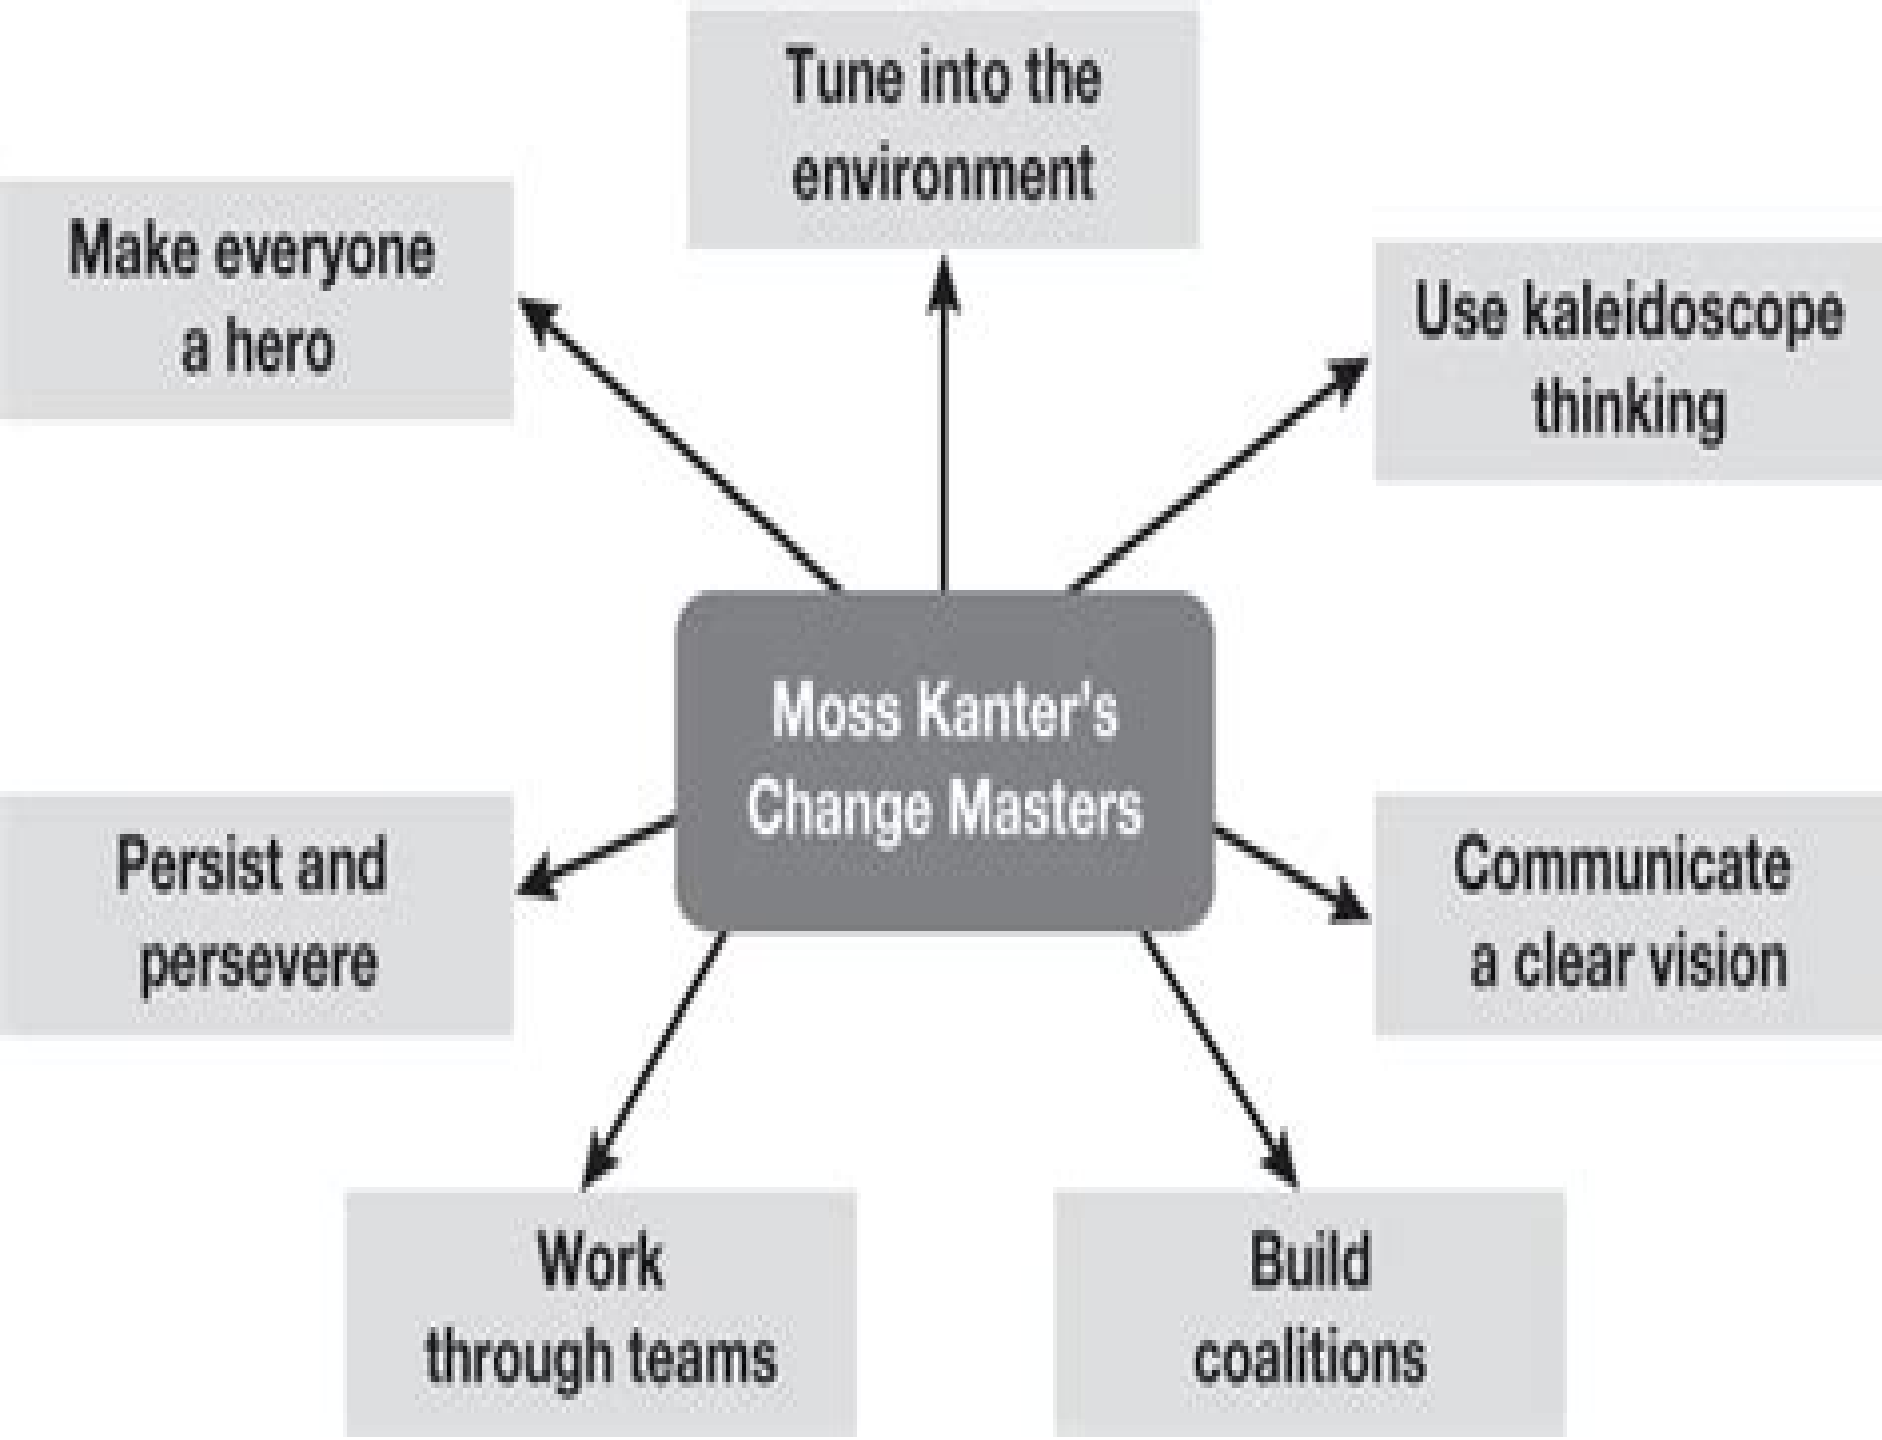 Tune into the
environment
Make everyone
a hero
Use kaleidoscope
thinking
Moss Kanter's
Change Masters
Persist and
persevere
Communicate
a clear vision
Work
through teams
Build
coalitions